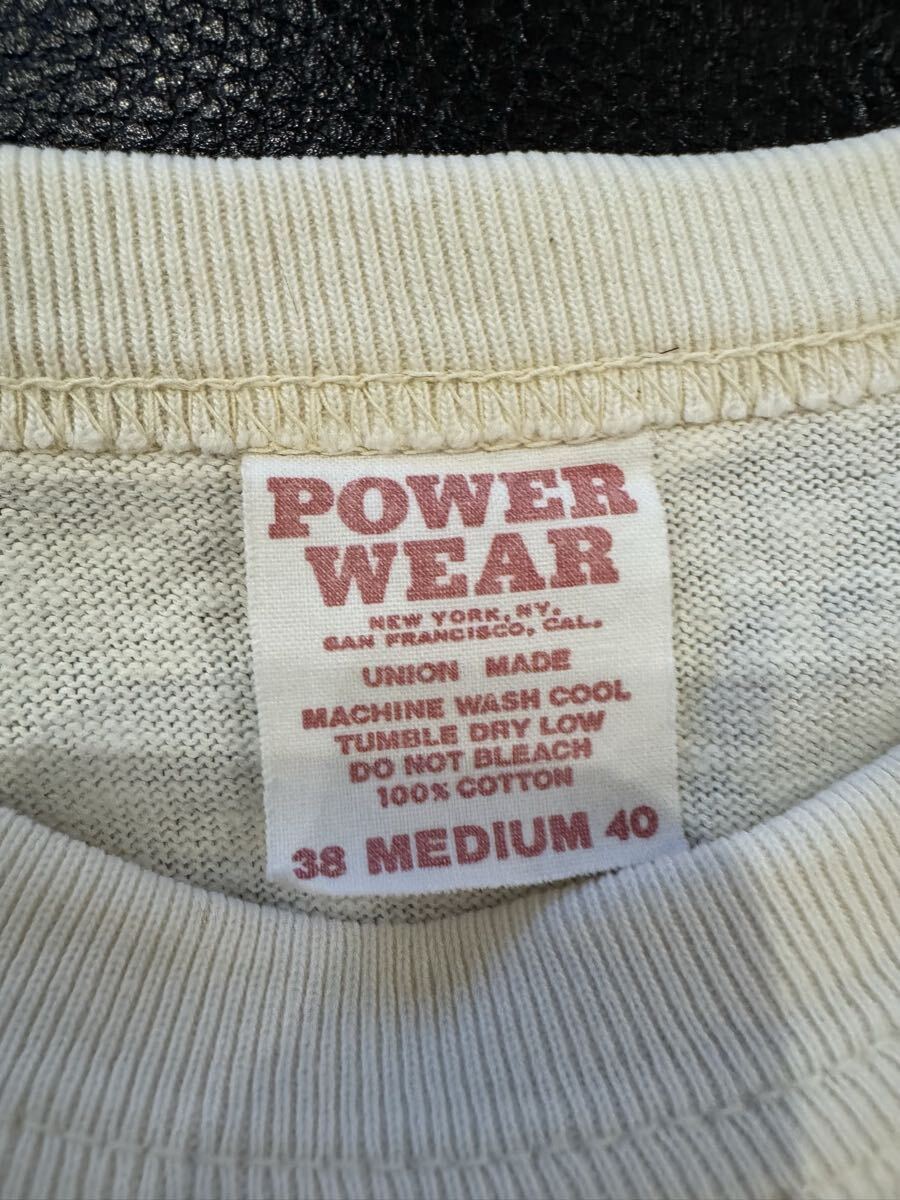 POWER
WEAR
NEW YORK, NY.
SAN FRANCISCO, CAL.
UNION MADE
MACHINE WASH COOL
TUMBLE DRY LOW
DO NOT BLEACH
100% COTTON
38 MEDIUM 40